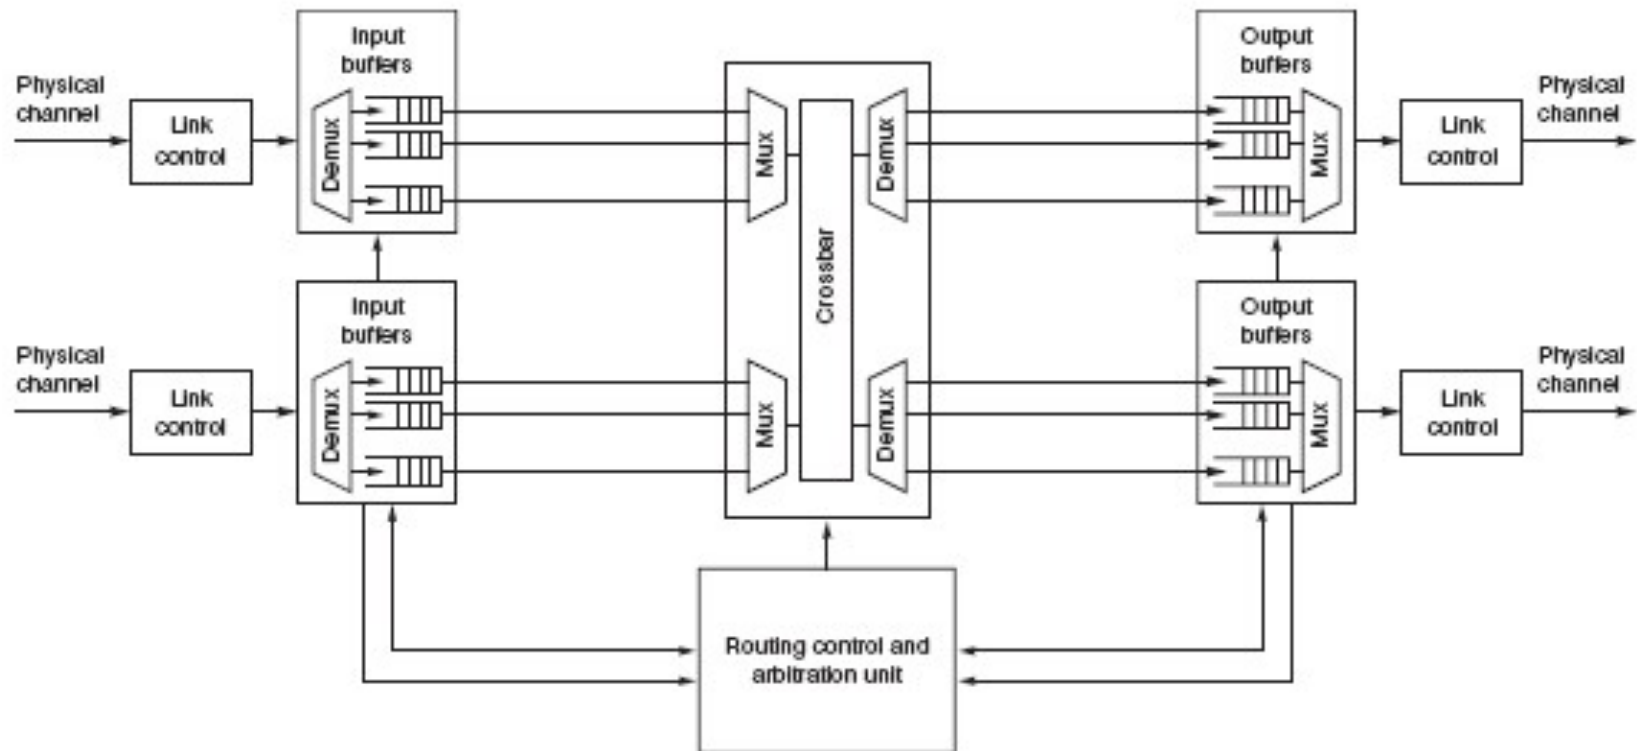 Input
buffers
Output
buffers
Physical
channel
Link
control
Demux
Mux
Demux
Mux
Link
control
Physical
channel
Crossbar
Input
buffers
Output
buffers
Physical
channel
Link
control
Demux
Mux
Demux
Mux
Link
control
Physical
channel
Routing control and
arbitration unit